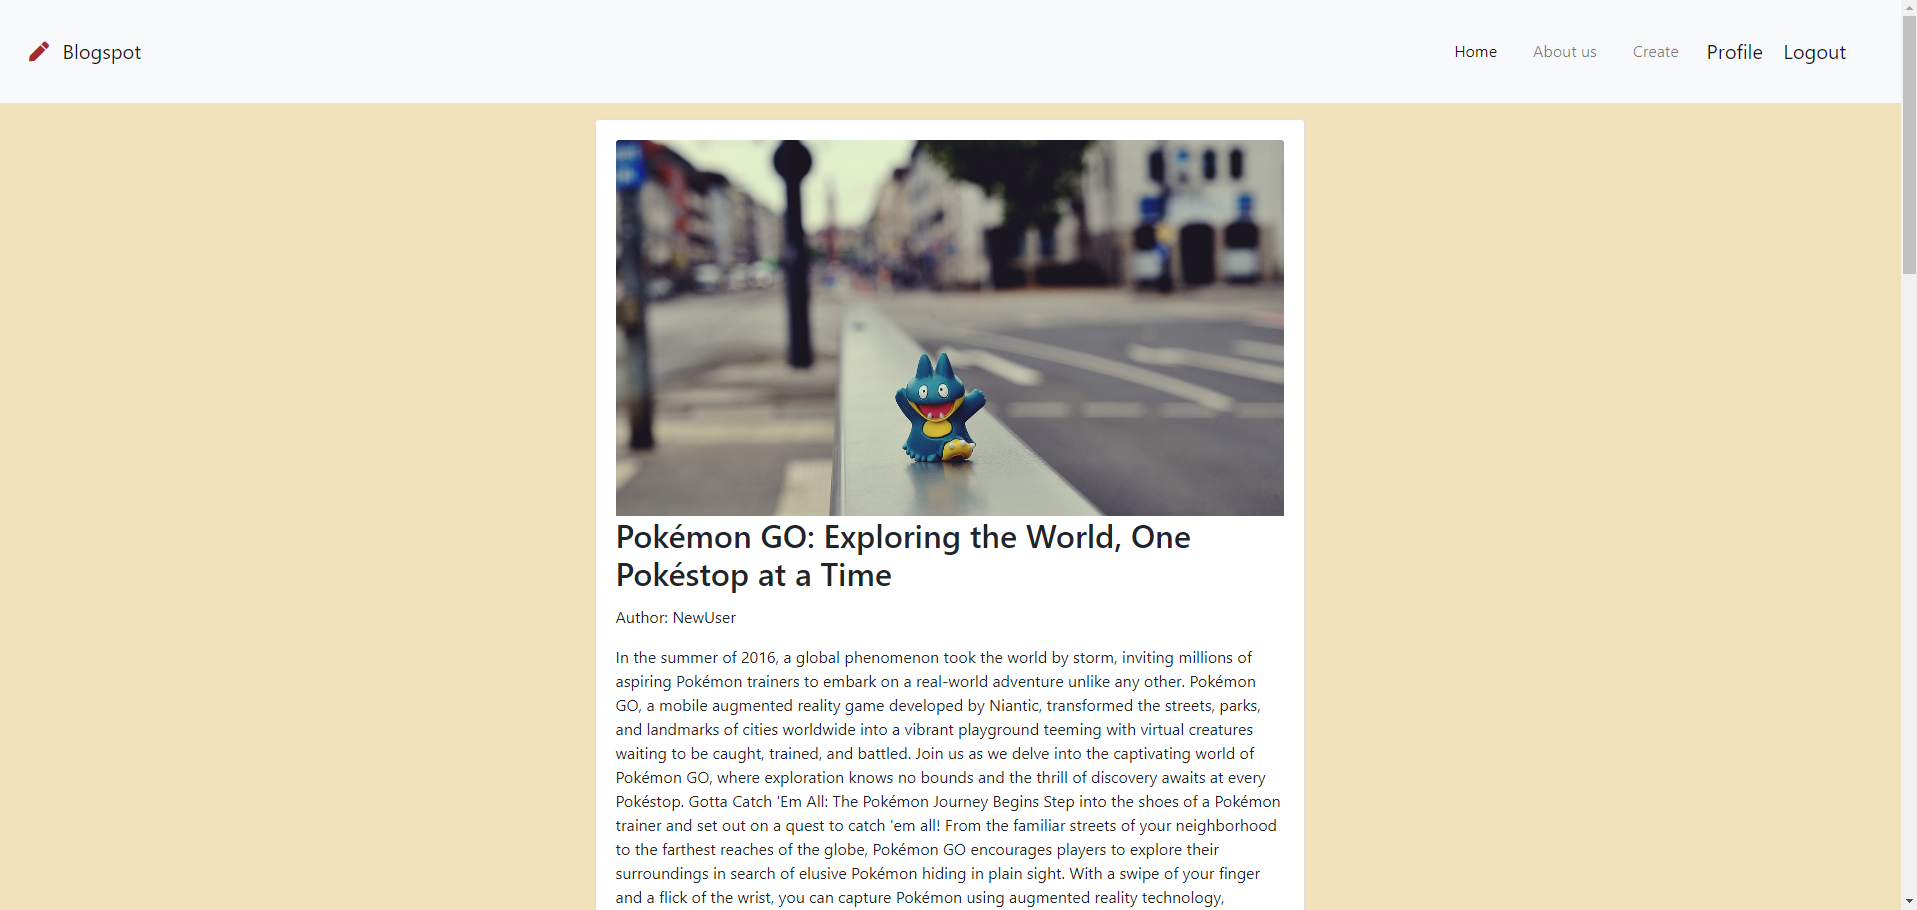 Blogspot
Home About us Create Profile Logout
Pokémon GO: Exploring the World, One
Pokéstop at a Time
Author: NewUser
In the summer of 2016, a global phenomenon took the world by storm, inviting millions of
aspiring Pokémon trainers to embark on a real-world adventure unlike any other. Pokémon
GO, a mobile augmented reality game developed by Niantic, transformed the streets, parks,
and landmarks of cities worldwide into a vibrant playground teeming with virtual creatures
waiting to be caught, trained, and battled. Join us as we delve into the captivating world of
Pokémon GO, where exploration knows no bounds and the thrill of discovery awaits at every
Pokéstop. Gotta Catch 'Em All: The Pokémon Journey Begins Step into the shoes of a Pokémon
trainer and set out on a quest to catch 'em all! From the familiar streets of your neighborhood
to the farthest reaches of the globe, Pokémon GO encourages players to explore their
surroundings in search of elusive Pokémon hiding in plain sight. With a swipe of your finger
and a flick of the wrist, you can capture Pokémon using augmented reality technology,